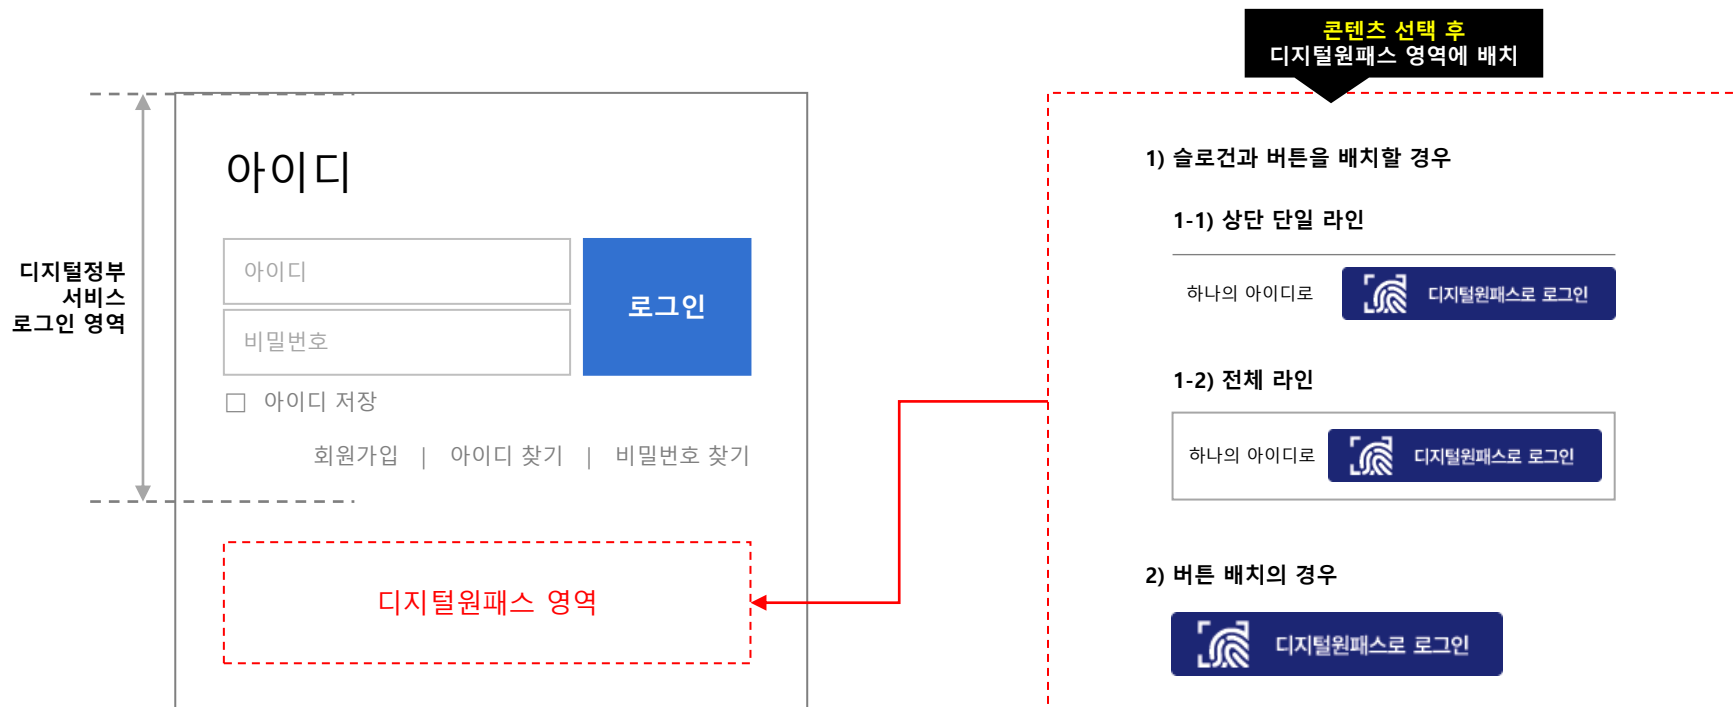 콘텐츠 선택 후
디지털원패스 영역에 배치
아이디
디지털정부
서비스
로그인 영역
아이디
비밀번호
로그인
아이디 저장
회원가입 | 아이디 찾기 | 비밀번호 찾기
디지털원패스 영역
1) 슬로건과 버튼을 배치할 경우
1-1) 상단 단일 라인
하나의 아이디로 디지털원패스로 로그인
1-2) 전체 라인
하나의 아이디로 디지털원패스로 로그인
2) 버튼 배치의 경우
디지털원패스로 로그인